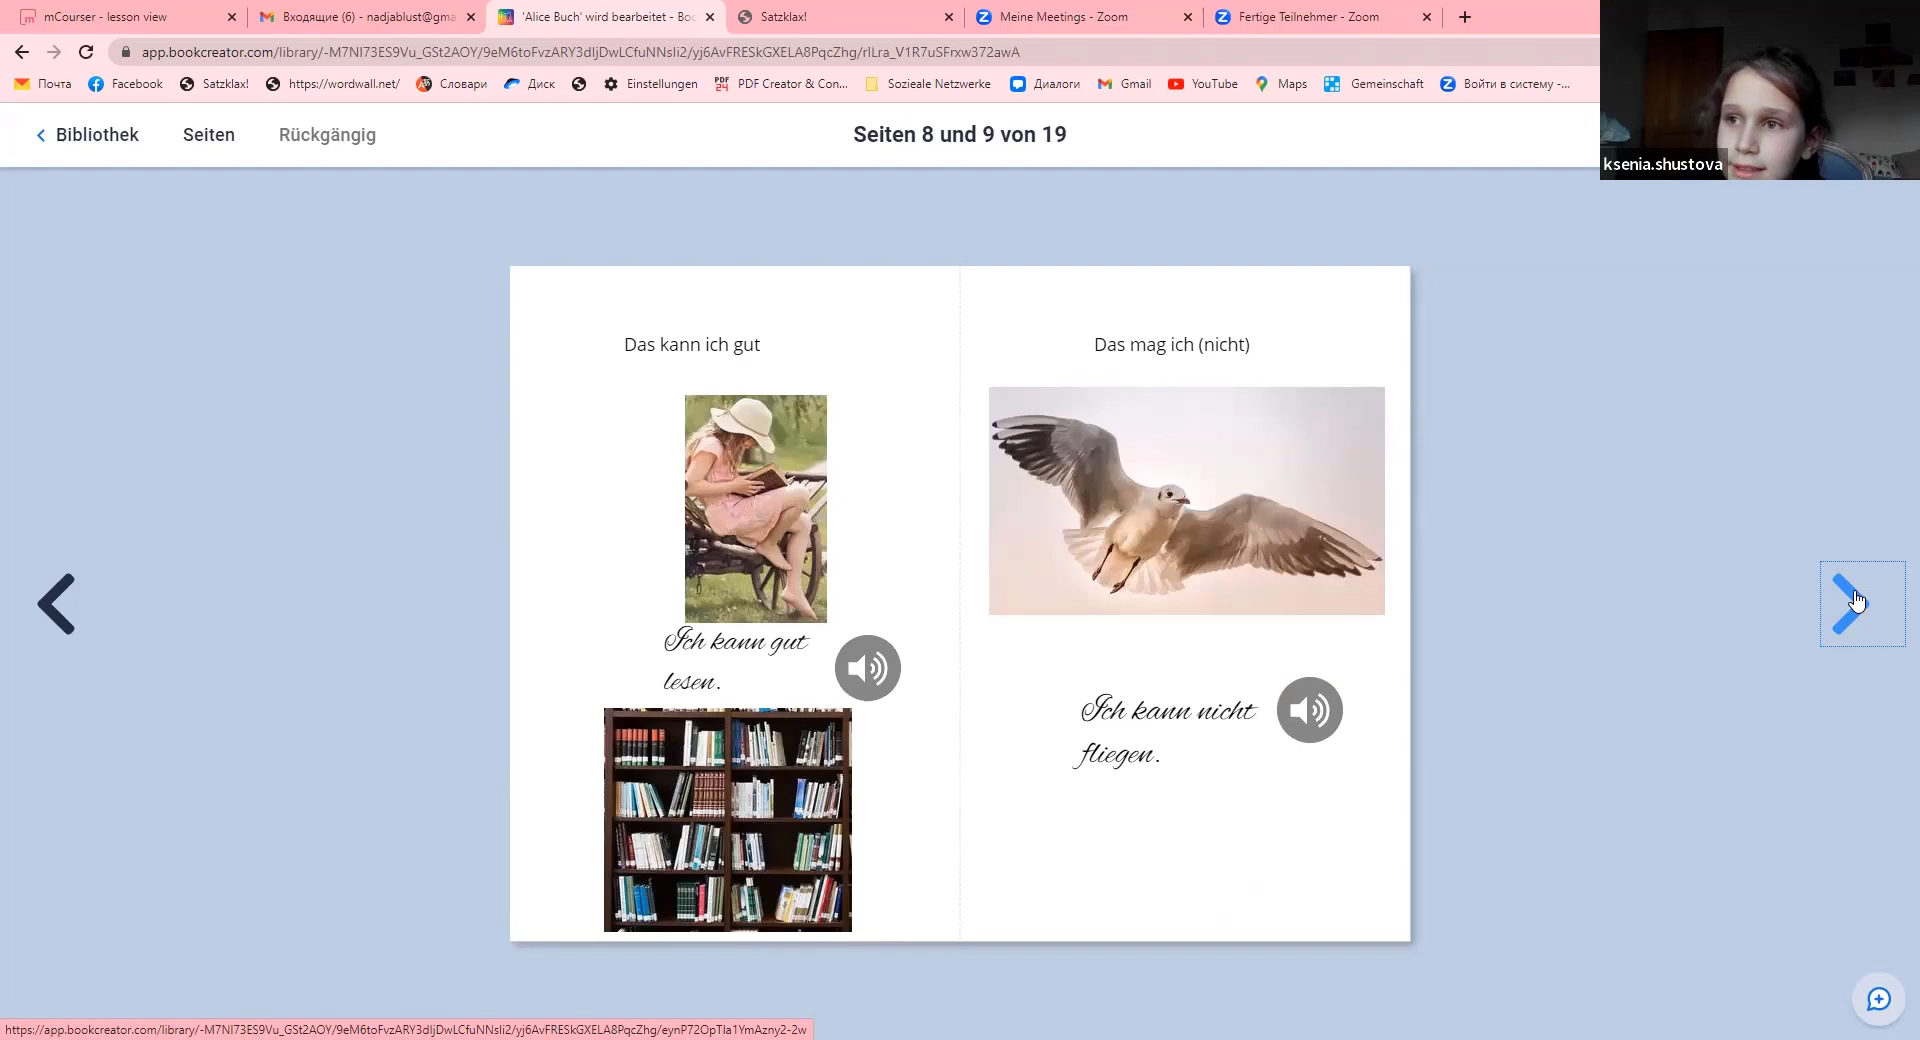 mCourser - lesson view
Входящие (6) - nadjablust@gma
'Alice Buch' wird bearbeitet - Boo
Satzklax!
Meine Meetings - Zoom
Fertige Teilnehmer - Zoom
app.bookcreator.com/library/-M7NI73ES9Vu_GSt2AOY/9eM6toFvzARY3dIjDwLCfuNNsli2/yj6AvFRESkGXELA8PqcZhg/rILra_V1R7uSFrxw372awA
Почта
Facebook
Satzklax!
https://wordwall.net/
Словари
Диск
Einstellungen
PDF Creator & Con...
Soziale Netzwerke
Диалоги
Gmail
YouTube
Maps
Gemeinschaft
Войти в систему -...
Bibliothek
Seiten
Rückgängig
Seiten 8 und 9 von 19
ksenia.shustova
Das kann ich gut
Ich kann gut
lesen.
Das mag ich (nicht)
Ich kann nicht
fliegen.
https://app.bookcreator.com/library/-M7NI73ES9Vu_GSt2AOY/9eM6toFvzARY3dIjDwLCfuNNsli2/yj6AvFRESkGXELA8PqcZhg/eynP72OpTIa1YmAzny2-2w